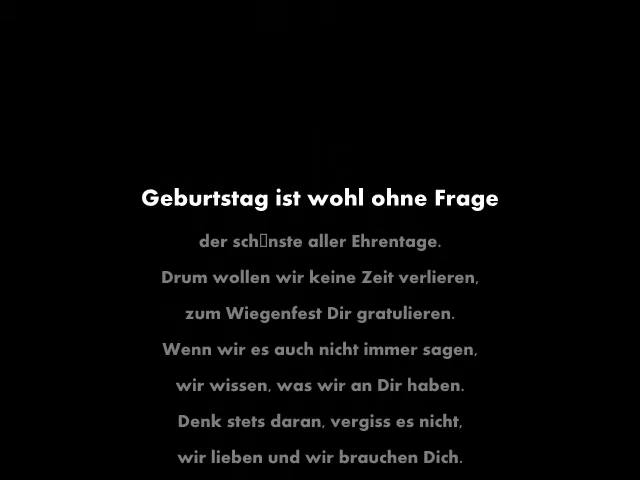 Geburtstag ist wohl ohne Frage
der sch▯nste aller Ehrentage.
Drum wollen wir keine Zeit verlieren,
zum Wiegenfest Dir gratulieren.
Wenn wir es auch nicht immer sagen,
wir wissen, was wir an Dir haben.
Denk stets daran, vergiss es nicht,
wir lieben und wir brauchen Dich.